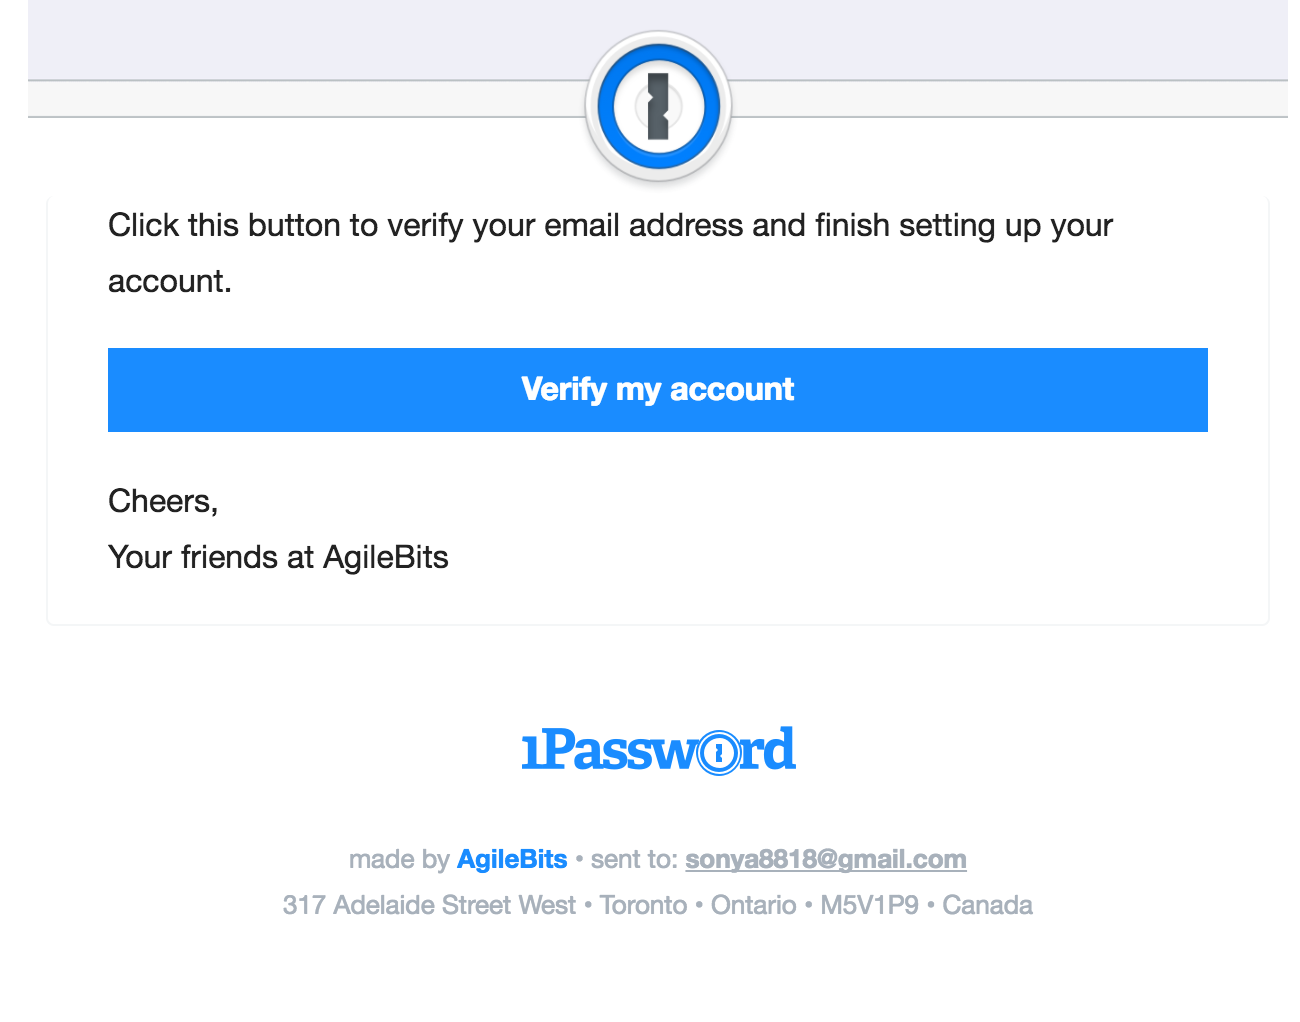 Click this button to verify your email address and finish setting up your
account.
Verify my account
Cheers,
Your friends at AgileBits
1Password
made by AgileBits • sent to: sonya8818@gmail.com
317 Adelaide Street West • Toronto • Ontario • M5V1P9 • Canada